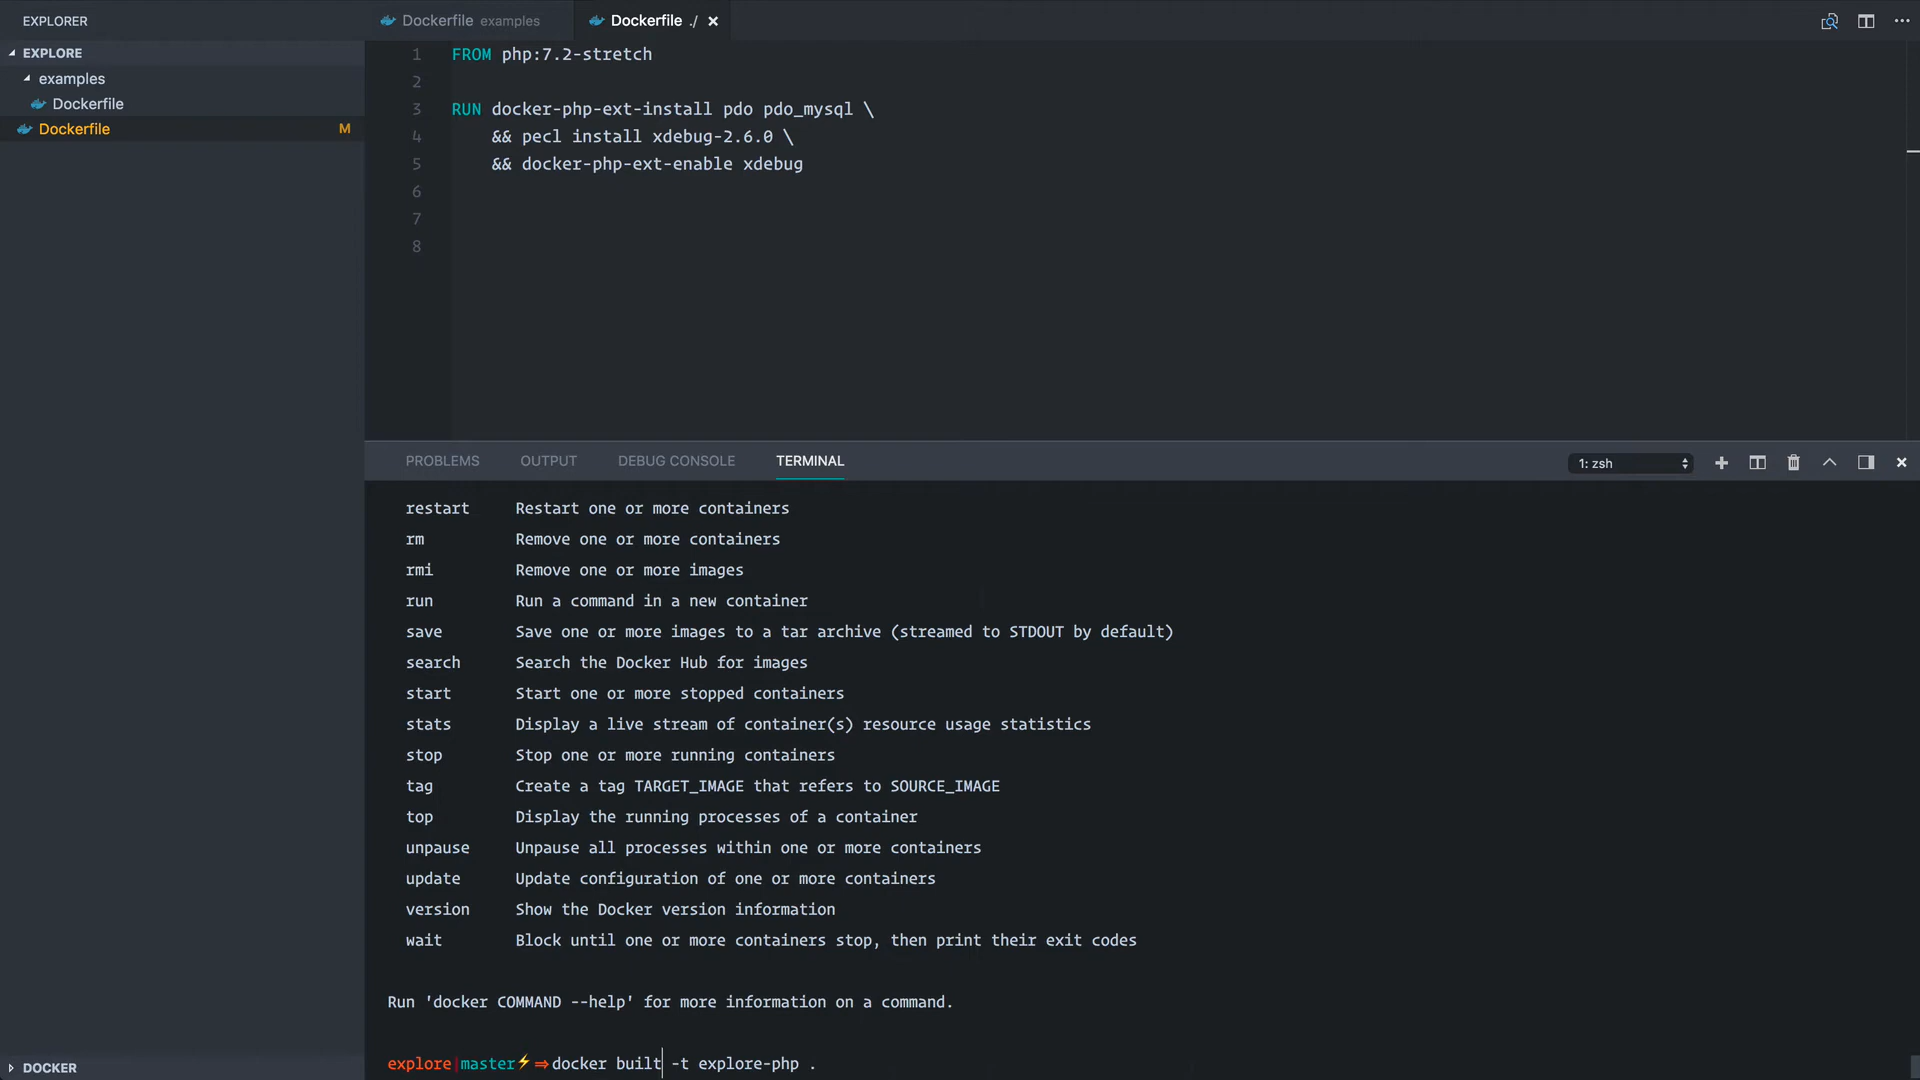 EXPLORER
EXPLORE
examples
Dockerfile
Dockerfile M
DOCKER
Dockerfile examples
Dockerfile ./
1 FROM php:7.2-stretch
2
3 RUN docker-php-ext-install pdo pdo_mysql \
4 && pecl install xdebug-2.6.0 \
5 && docker-php-ext-enable xdebug
6
7
8
PROBLEMS OUTPUT DEBUG CONSOLE TERMINAL 1: zsh
restart Restart one or more containers
rm Remove one or more containers
rmi Remove one or more images
run Run a command in a new container
save Save one or more images to a tar archive (streamed to STDOUT by default)
search Search the Docker Hub for images
start Start one or more stopped containers
stats Display a live stream of container(s) resource usage statistics
stop Stop one or more running containers
tag Create a tag TARGET_IMAGE that refers to SOURCE_IMAGE
top Display the running processes of a container
unpause Unpause all processes within one or more containers
update Update configuration of one or more containers
version Show the Docker version information
wait Block until one or more containers stop, then print their exit codes
Run 'docker COMMAND --help' for more information on a command.
explore|master⚡⇒docker built -t explore-php .